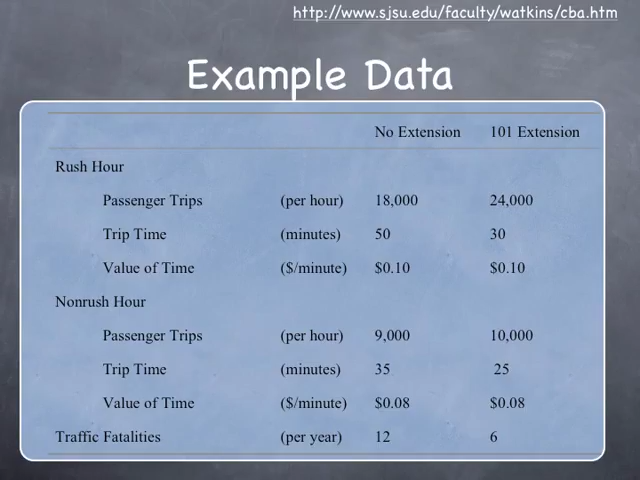 http://www.sjsu.edu/faculty/watkins/cba.htm
Example Data
No Extension 101 Extension
Rush Hour
Passenger Trips (per hour) 18,000 24,000
Trip Time (minutes) 50 30
Value of Time ($/minute) $0.10 $0.10
Nonrush Hour
Passenger Trips (per hour) 9,000 10,000
Trip Time (minutes) 35 25
Value of Time ($/minute) $0.08 $0.08
Traffic Fatalities (per year) 12 6